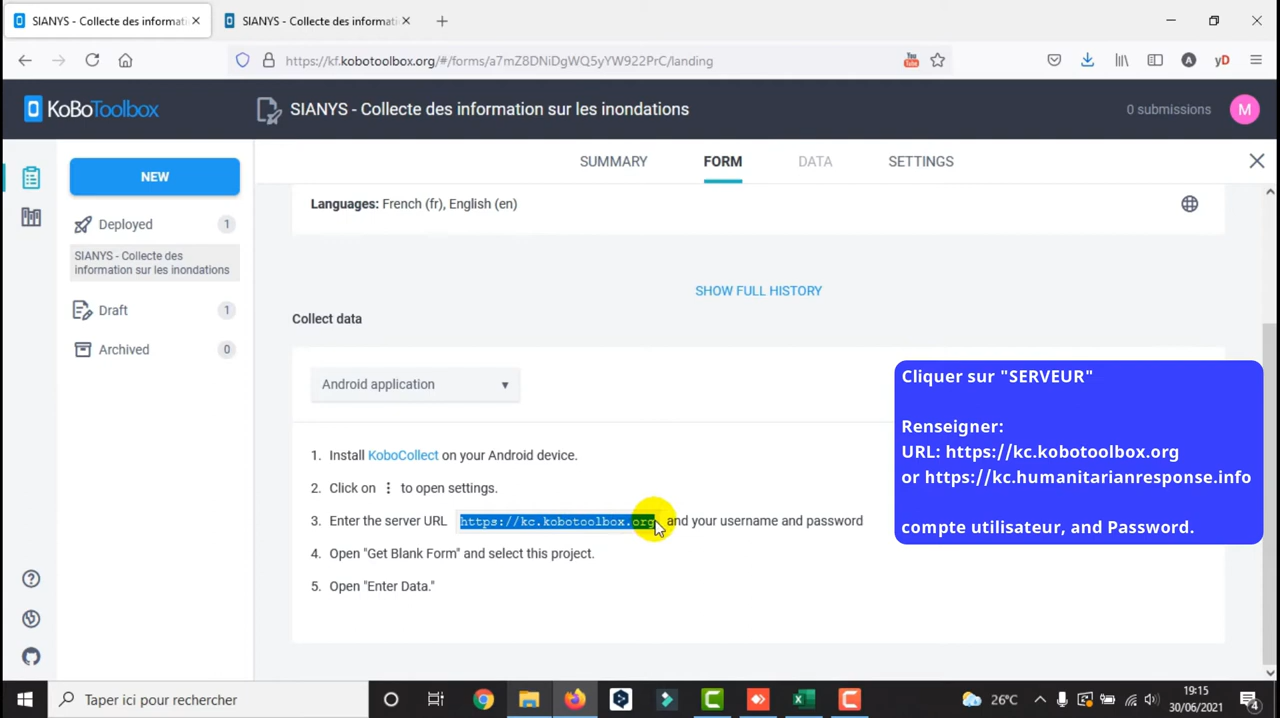 SIANYS - Collecte des informati
SIANYS - Collecte des informati
https://kf.kobotoolbox.org/#/forms/a7mZ8DNiDgWQ5yYW922PrC/landing
You
Tube
A
yD
KoBoToolbox
SIANYS - Collecte des information sur les inondations
0 submissions
M
NEW
SUMMARY
FORM
DATA
SETTINGS
Deployed
1
SIANYS - Collecte des
information sur les inondations
Draft
1
Archived
0
Languages: French (fr), English (en)
SHOW FULL HISTORY
Collect data
Android application
1. Install KoboCollect on your Android device.
2. Click on ⋮ to open settings.
3. Enter the server URL https://kc.kobotoolbox.org and your username and password
4. Open "Get Blank Form" and select this project.
5. Open "Enter Data."
Cliquer sur "SERVEUR"
Renseigner:
URL: https://kc.kobotoolbox.org
or https://kc.humanitarianresponse.info
compte utilisateur, and Password.
Taper ici pour rechercher
26°C
19:15
30/06/2021
4